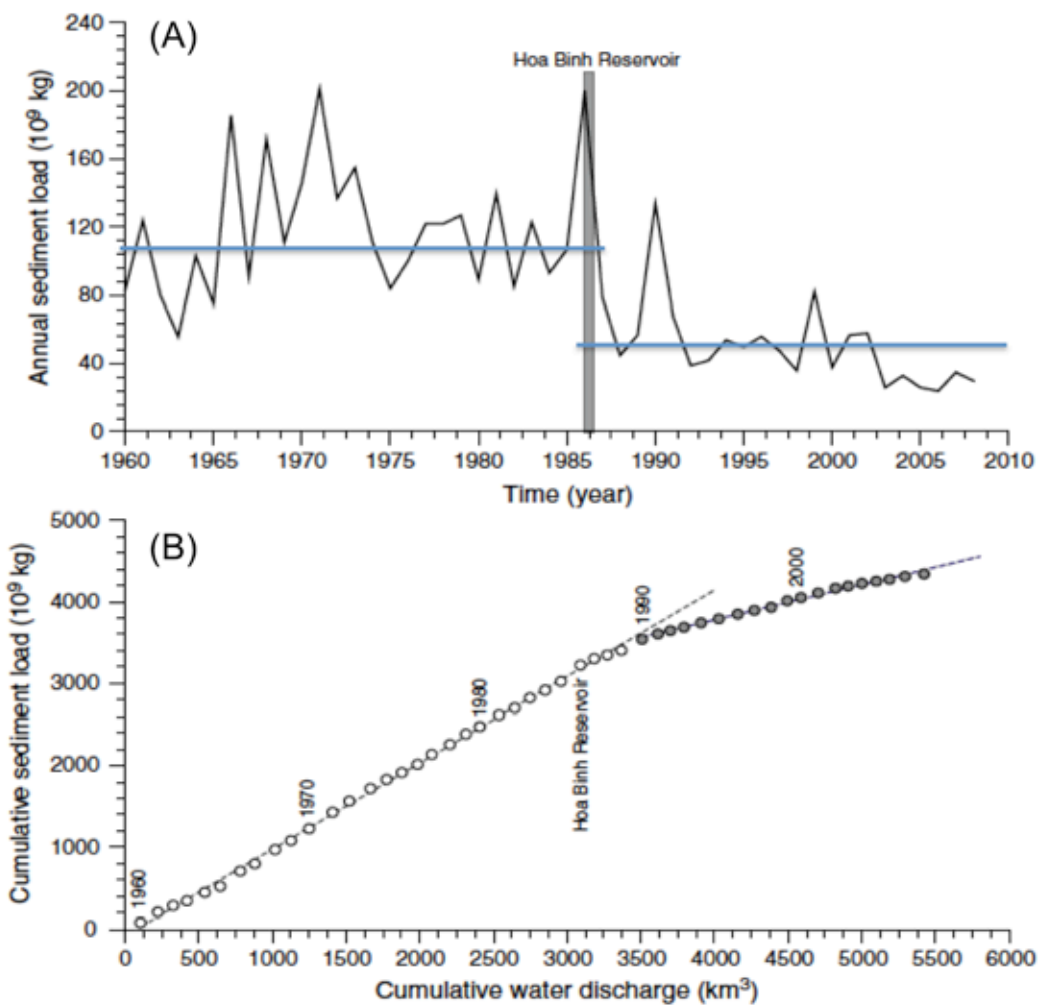 (A)
Hoa Binh Reservoir
Annual sediment load (10⁹ kg)
240
200
160
120
80
40
0
1960 1965 1970 1975 1980 1985 1990 1995 2000 2005 2010
Time (year)
(B)
Cumulative sediment load (10⁹ kg)
5000
4000
3000
2000
1000
0
1960
1970
1980
Hoa Binh Reservoir
1990
2000
0 500 1000 1500 2000 2500 3000 3500 4000 4500 5000 5500 6000
Cumulative water discharge (km³)